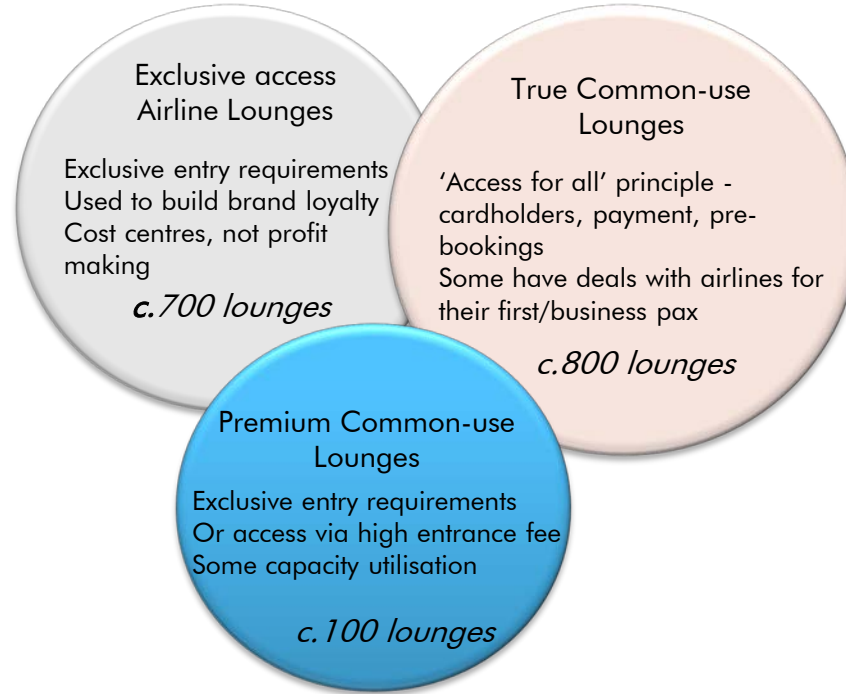 Exclusive access
Airline Lounges
Exclusive entry requirements
Used to build brand loyalty
Cost centres, not profit
making
c.700 lounges
True Common-use
Lounges
‘Access for all’ principle -
cardholders, payment, pre-
bookings
Some have deals with airlines for
their first/business pax
c.800 lounges
Premium Common-use
Lounges
Exclusive entry requirements
Or access via high entrance fee
Some capacity utilisation
c.100 lounges